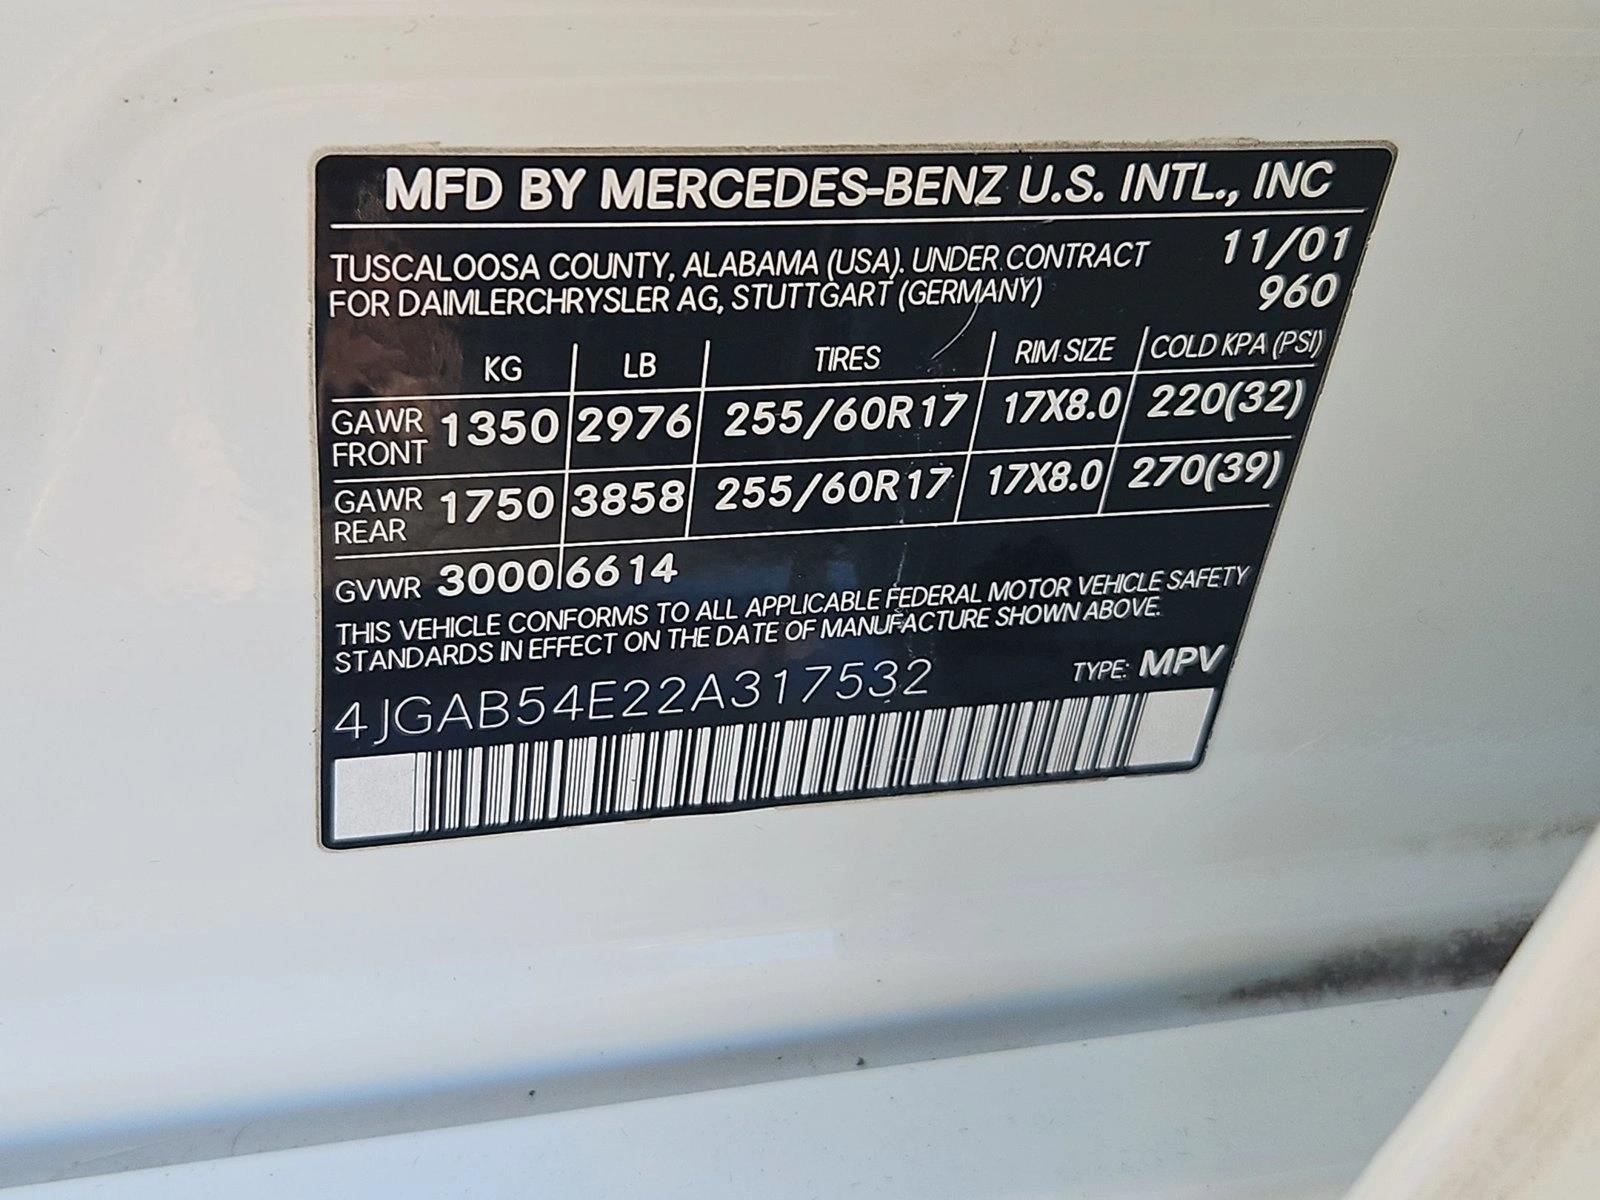 MFD BY MERCEDES-BENZ U.S. INTL., INC
TUSCALOOSA COUNTY, ALABAMA (USA). UNDER CONTRACT 11/01
FOR DAIMLERCHRYSLER AG, STUTTGART (GERMANY) 960
KG LB TIRES RIM SIZE COLD KPA (PSI)
GAWR FRONT 1350 2976 255/60R17 17X8.0 220(32)
GAWR REAR 1750 3858 255/60R17 17X8.0 270(39)
GVWR 3000 6614
THIS VEHICLE CONFORMS TO ALL APPLICABLE FEDERAL MOTOR VEHICLE SAFETY
STANDARDS IN EFFECT ON THE DATE OF MANUFACTURE SHOWN ABOVE.
4JGAB54E22A317532 TYPE: MPV